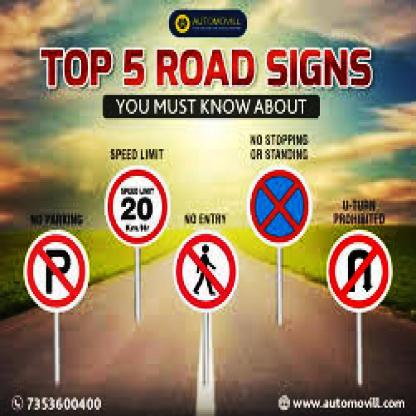 AUTOMOVILL
TOP 5 ROAD SIGNS
YOU MUST KNOW ABOUT
NO STOPPING
OR STANDING
SPEED LIMIT
SPEED LIMIT
20
Km/Hr
NO PARKING
P
NO ENTRY
U-TURN
PROHIBITED
7353600400
www.automovill.com